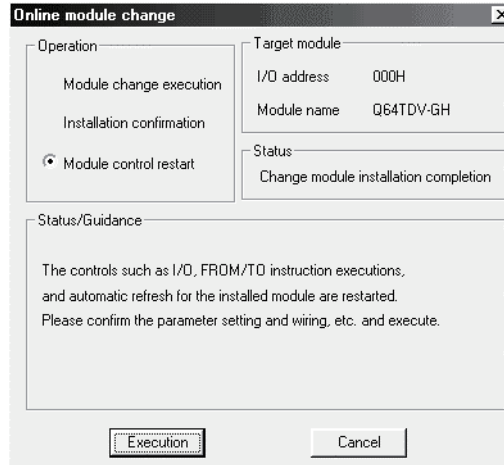 Online module change
Operation
Module change execution
Installation confirmation
Module control restart
Target module
I/O address 000H
Module name Q64TDV-GH
Status
Change module installation completion
Status/Guidance
The controls such as I/O, FROM/TO instruction executions,
and automatic refresh for the installed module are restarted.
Please confirm the parameter setting and wiring, etc. and execute.
Execution Cancel